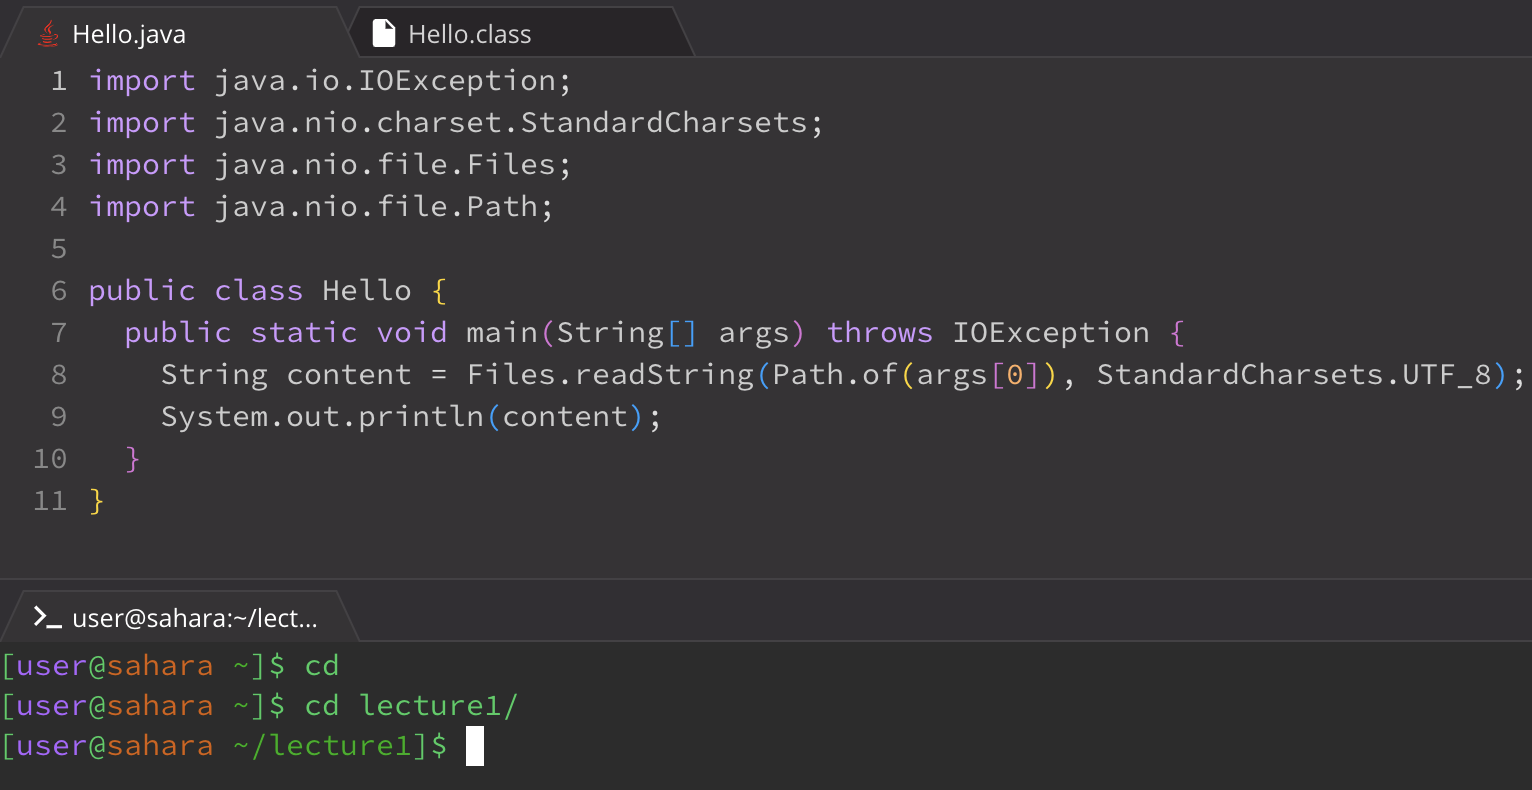 Hello.java Hello.class
1 import java.io.IOException;
2 import java.nio.charset.StandardCharsets;
3 import java.nio.file.Files;
4 import java.nio.file.Path;
5
6 public class Hello {
7   public static void main(String[] args) throws IOException {
8     String content = Files.readString(Path.of(args[0]), StandardCharsets.UTF_8);
9     System.out.println(content);
10   }
11 }
user@sahara:~/lect...
[user@sahara ~]$ cd
[user@sahara ~]$ cd lecture1/
[user@sahara ~/lecture1]$